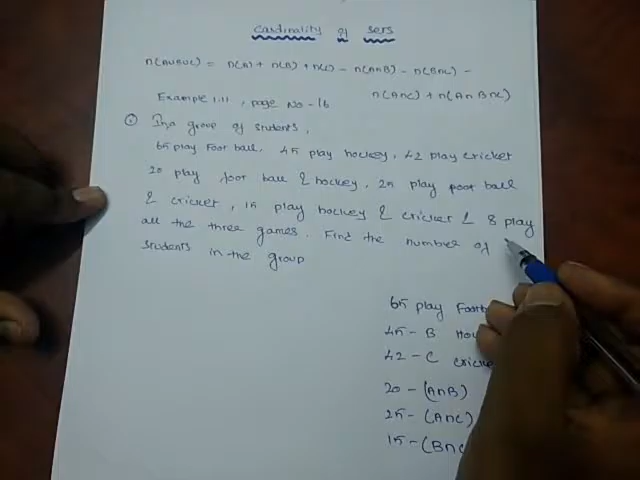 Cardinality of sets
n(AUBUC) = n(A) + n(B) + n(C) - n(A∩B) - n(B∩C) -
n(A∩C) + n(A∩B∩C)
Example 1.11, page No - 16
In a group of students,
65 play Foot ball, 45 play hockey, 42 play cricket
20 play foot ball & hockey, 25 play foot ball
& cricket, 15 play hockey & cricket & 8 play
all the three games. Find the number of
students in the group
65 play Footb
45 - B Ho
42 - C cricke
20 - (A∩B)
25 - (A∩C)
15 - (B∩C